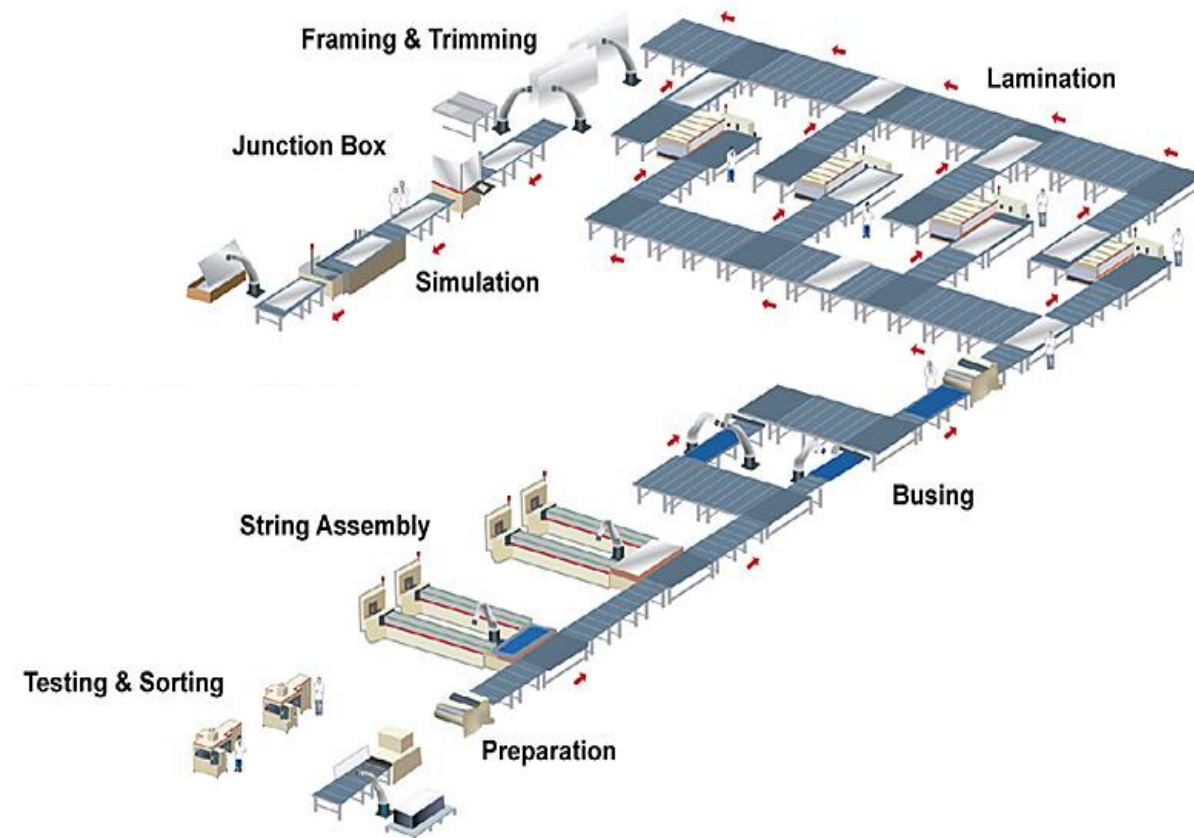 Framing & Trimming
Lamination
Junction Box
Simulation
Busing
String Assembly
Testing & Sorting
Preparation